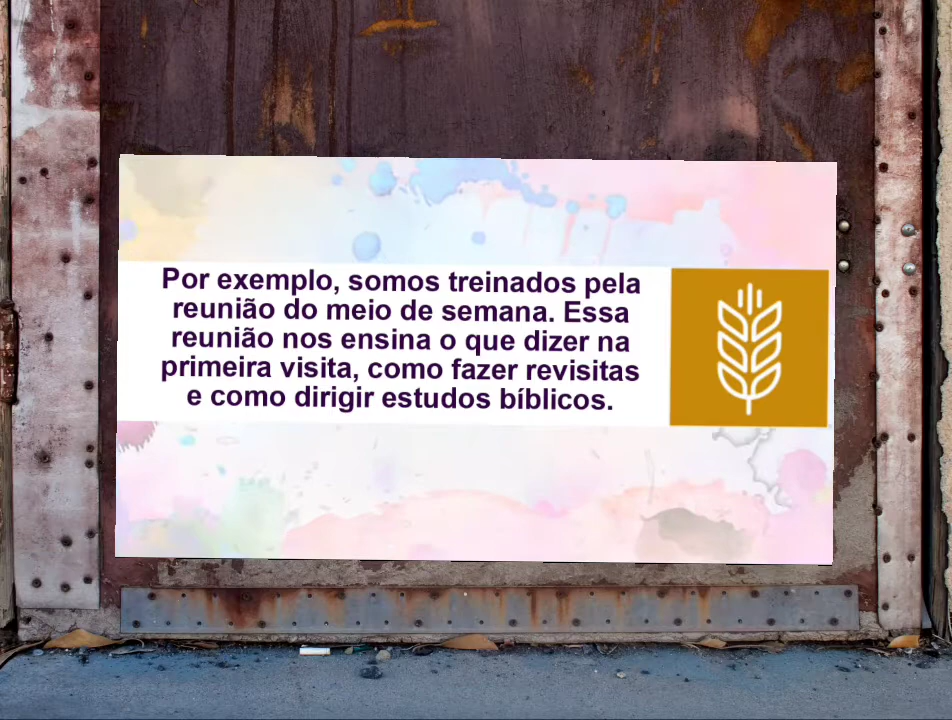 Por exemplo, somos treinados pela
reunião do meio de semana. Essa
reunião nos ensina o que dizer na
primeira visita, como fazer revisitas
e como dirigir estudos bíblicos.